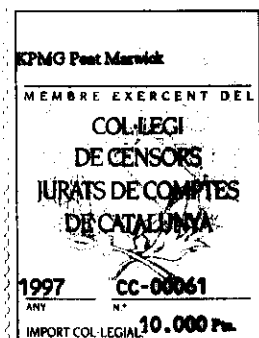 KPMG Peat Marwick
MEMBRE EXERCENT DEL
COL·LEGI
DE CENSORS
JURATS DE COMPTES
DE CATALUNYA
1997 CC-00061
ANY N.º
IMPORT COL·LEGIAL 10.000 Pts.